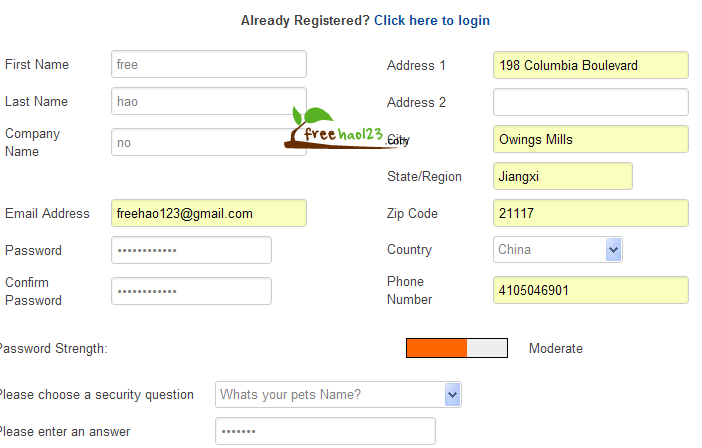 Already Registered? Click here to login
First Name free
Last Name hao
Company Name no
Email Address freehao123@gmail.com
Password ••••••••••••
Confirm Password ••••••••••••
Address 1 198 Columbia Boulevard
Address 2
City Owings Mills
State/Region Jiangxi
Zip Code 21117
Country China
Phone Number 4105046901
freehao123
.com
Password Strength: Moderate
Please choose a security question Whats your pets Name?
Please enter an answer •••••••